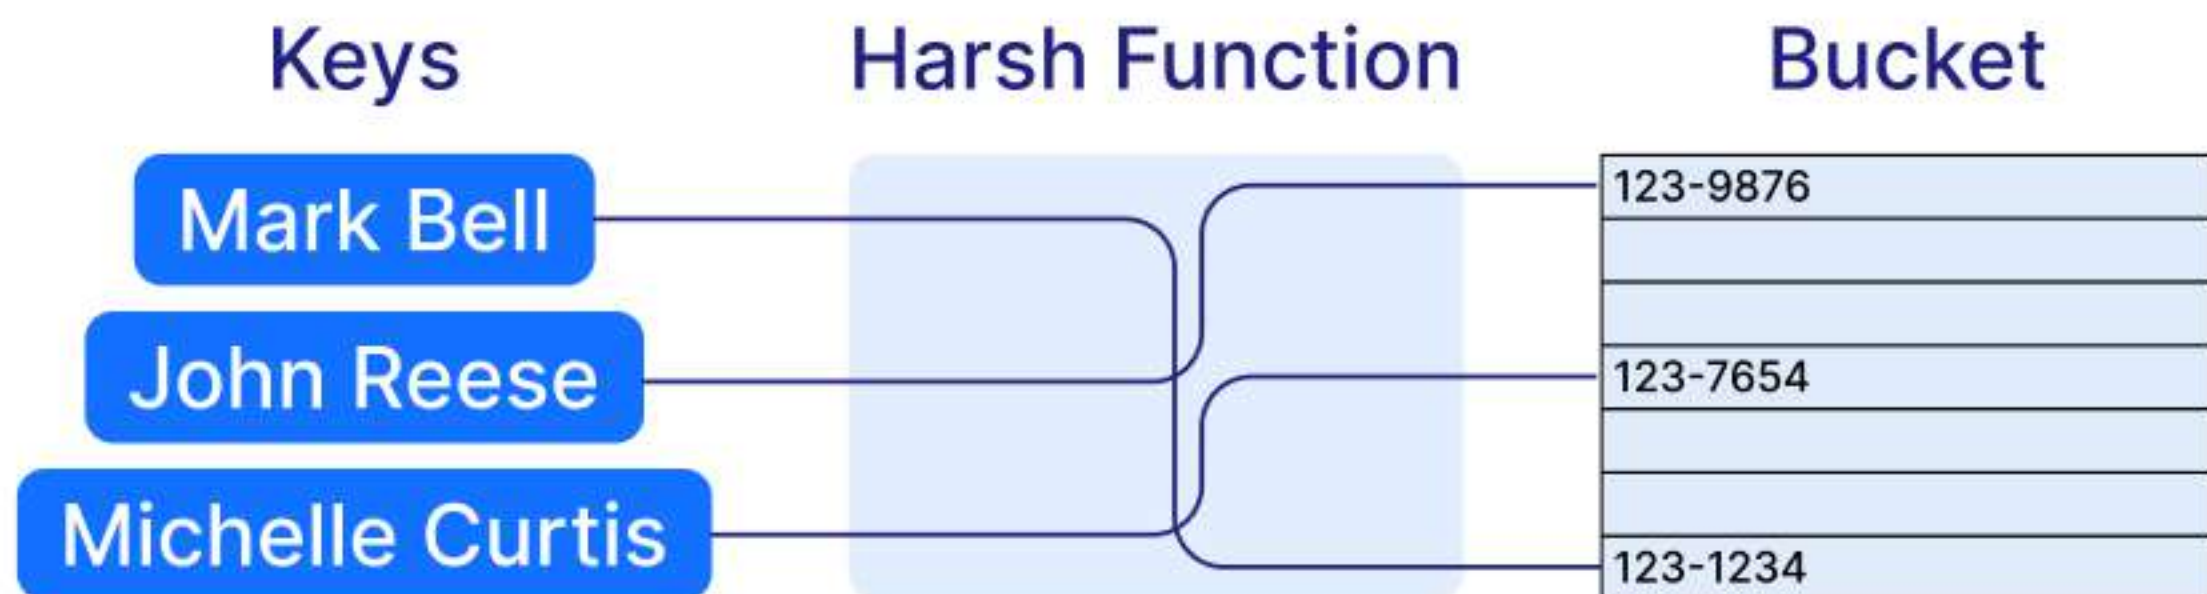 Keys Harsh Function Bucket
Mark Bell
John Reese
Michelle Curtis
123-9876
123-7654
123-1234